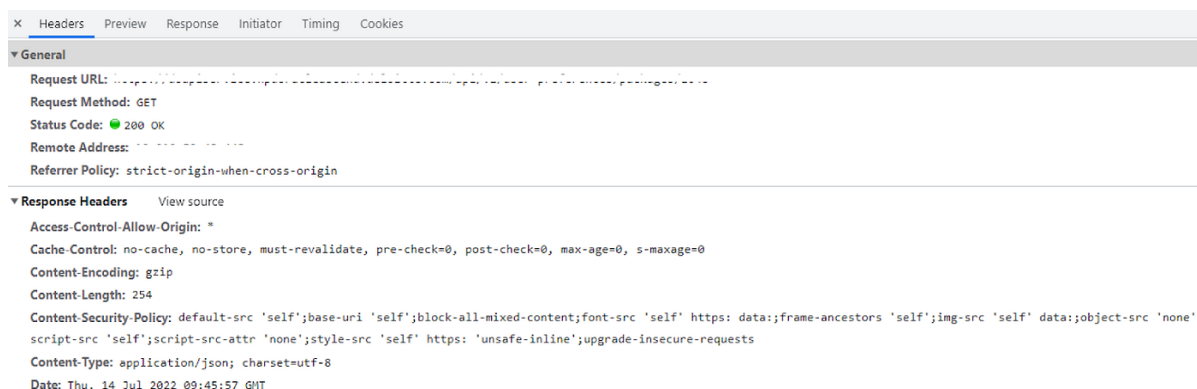 × Headers Preview Response Initiator Timing Cookies
▼ General
Request URL:
Request Method: GET
Status Code: 200 OK
Remote Address:
Referrer Policy: strict-origin-when-cross-origin
▼ Response Headers View source
Access-Control-Allow-Origin: *
Cache-Control: no-cache, no-store, must-revalidate, pre-check=0, post-check=0, max-age=0, s-maxage=0
Content-Encoding: gzip
Content-Length: 254
Content-Security-Policy: default-src 'self';base-uri 'self';block-all-mixed-content;font-src 'self' https: data:;frame-ancestors 'self';img-src 'self' data:;object-src 'none'
script-src 'self';script-src-attr 'none';style-src 'self' https: 'unsafe-inline';upgrade-insecure-requests
Content-Type: application/json; charset=utf-8
Date: Thu, 14 Jul 2022 09:45:57 GMT